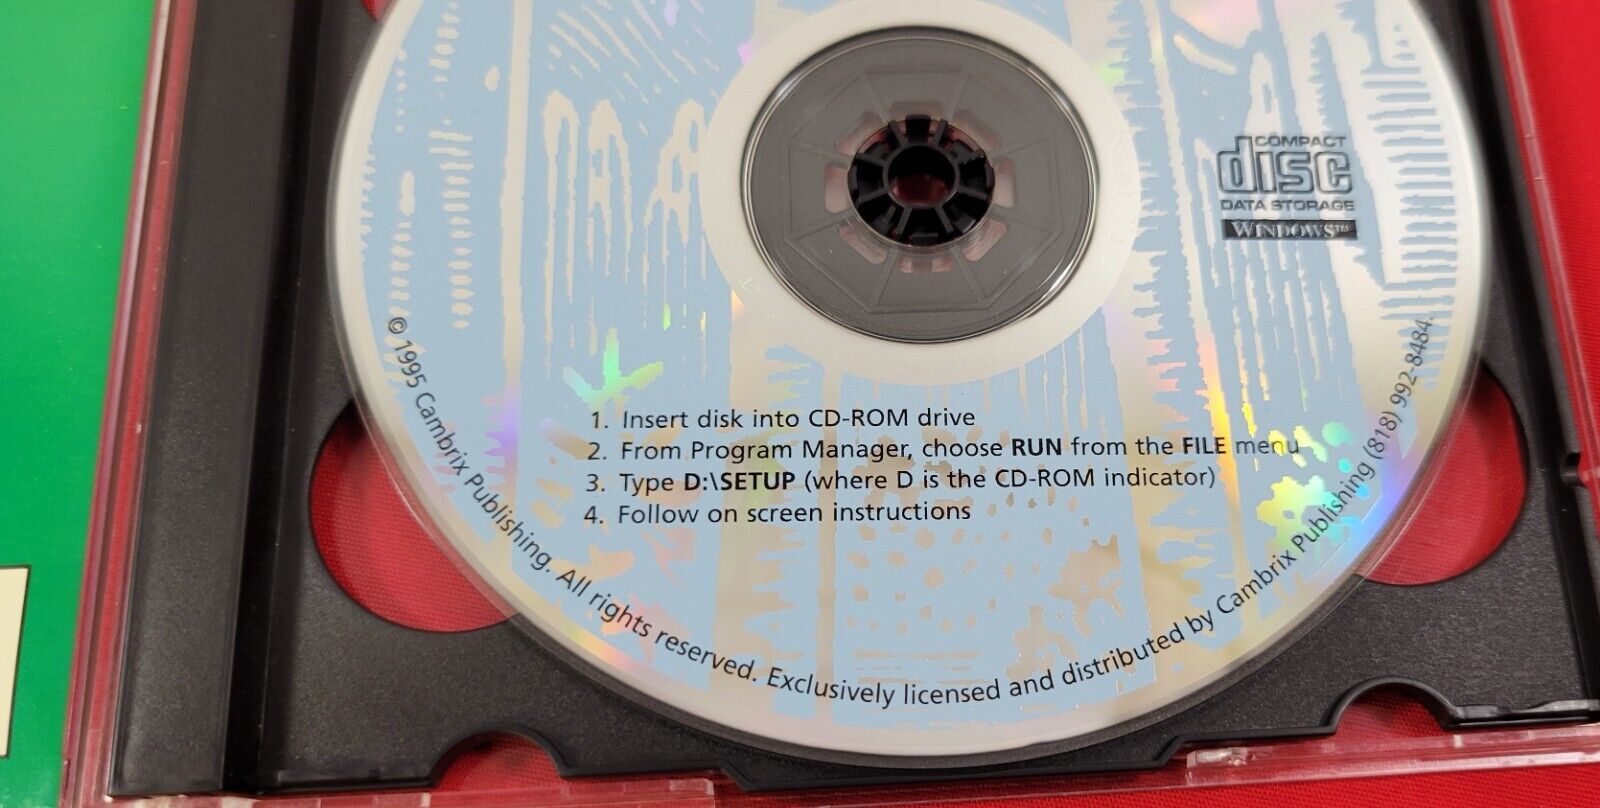 COMPACT
disc
DATA STORAGE
WINDOWS™
1. Insert disk into CD-ROM drive
2. From Program Manager, choose RUN from the FILE menu
3. Type D:\SETUP (where D is the CD-ROM indicator)
4. Follow on screen instructions
© 1995 Cambrix Publishing. All rights reserved. Exclusively licensed and distributed by Cambrix Publishing (818) 992-8484.